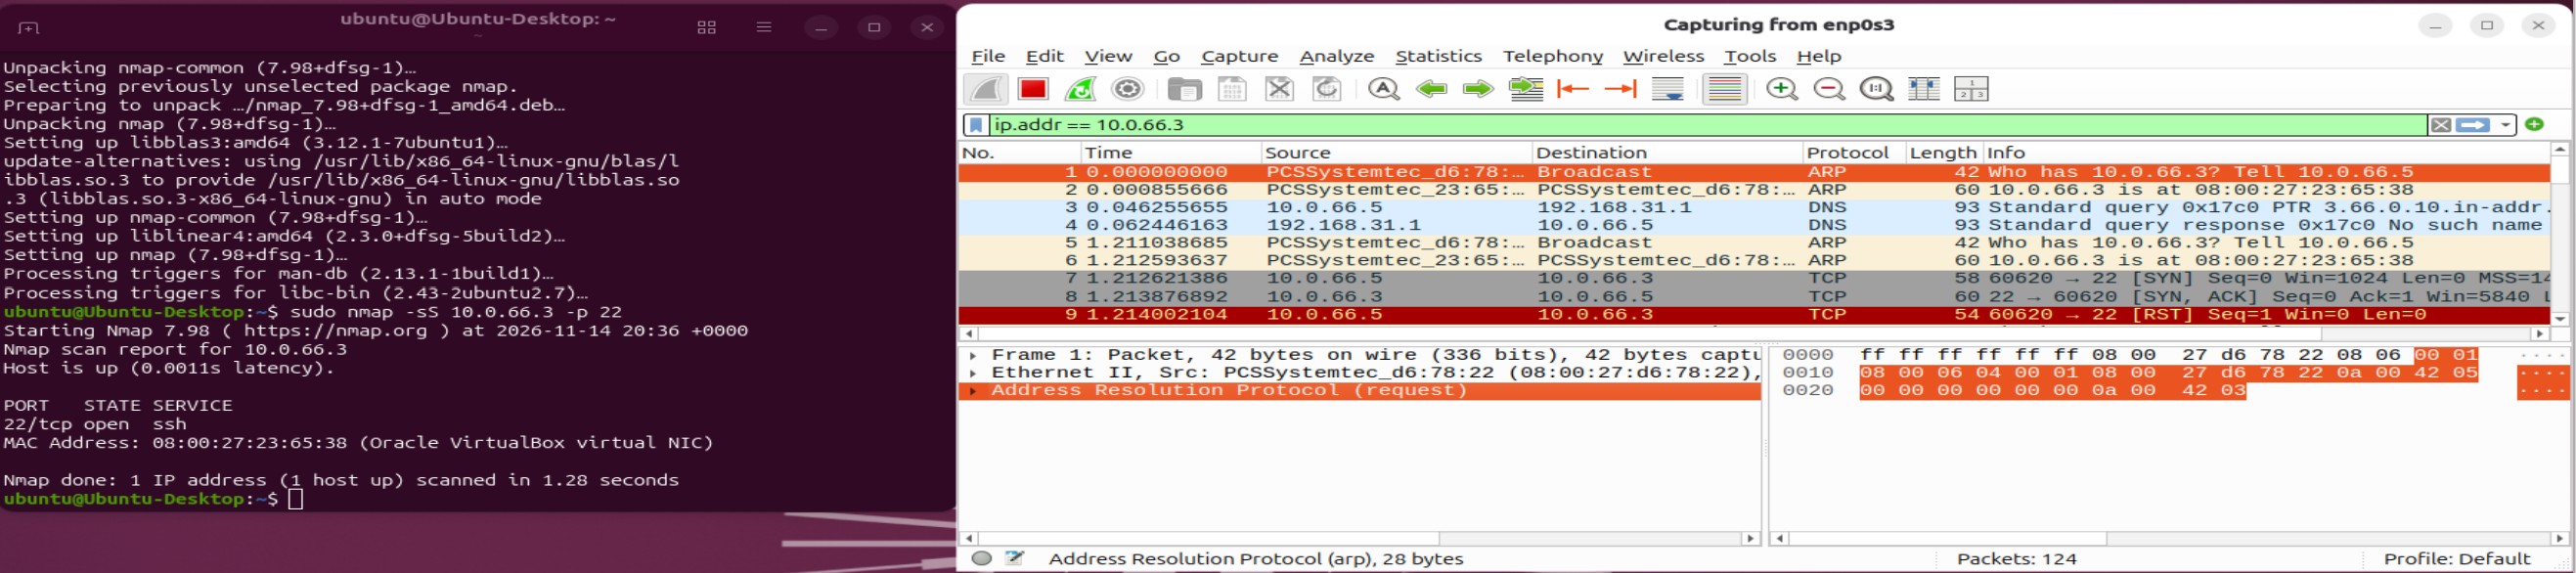 ubuntu@Ubuntu-Desktop: ~
~
Unpacking nmap-common (7.98+dfsg-1)…
Selecting previously unselected package nmap.
Preparing to unpack …/nmap_7.98+dfsg-1_amd64.deb…
Unpacking nmap (7.98+dfsg-1)…
Setting up libblas3:amd64 (3.12.1-7ubuntu1)…
update-alternatives: using /usr/lib/x86_64-linux-gnu/blas/l
ibblas.so.3 to provide /usr/lib/x86_64-linux-gnu/libblas.so
.3 (libblas.so.3-x86_64-linux-gnu) in auto mode
Setting up nmap-common (7.98+dfsg-1)…
Setting up liblinear4:amd64 (2.3.0+dfsg-5build2)…
Setting up nmap (7.98+dfsg-1)…
Processing triggers for man-db (2.13.1-1build1)…
Processing triggers for libc-bin (2.43-2ubuntu2.7)…
ubuntu@Ubuntu-Desktop:~$ sudo nmap -sS 10.0.66.3 -p 22
Starting Nmap 7.98 ( https://nmap.org ) at 2026-11-14 20:36 +0000
Nmap scan report for 10.0.66.3
Host is up (0.0011s latency).
PORT   STATE SERVICE
22/tcp open  ssh
MAC Address: 08:00:27:23:65:38 (Oracle VirtualBox virtual NIC)
Nmap done: 1 IP address (1 host up) scanned in 1.28 seconds
ubuntu@Ubuntu-Desktop:~$
Capturing from enp0s3
File Edit View Go Capture Analyze Statistics Telephony Wireless Tools Help
ip.addr == 10.0.66.3
No. Time Source Destination Protocol Length Info
1 0.000000000 PCSSystemtec_d6:78:… Broadcast ARP 42 Who has 10.0.66.3? Tell 10.0.66.5
2 0.000855666 PCSSystemtec_23:65:… PCSSystemtec_d6:78:… ARP 60 10.0.66.3 is at 08:00:27:23:65:38
3 0.046255655 10.0.66.5 192.168.31.1 DNS 93 Standard query 0x17c0 PTR 3.66.0.10.in-addr.
4 0.062446163 192.168.31.1 10.0.66.5 DNS 93 Standard query response 0x17c0 No such name
5 1.211038685 PCSSystemtec_d6:78:… Broadcast ARP 42 Who has 10.0.66.3? Tell 10.0.66.5
6 1.212593637 PCSSystemtec_23:65:… PCSSystemtec_d6:78:… ARP 60 10.0.66.3 is at 08:00:27:23:65:38
7 1.212621386 10.0.66.5 10.0.66.3 TCP 58 60620 → 22 [SYN] Seq=0 Win=1024 Len=0 MSS=14
8 1.213876892 10.0.66.3 10.0.66.5 TCP 60 22 → 60620 [SYN, ACK] Seq=0 Ack=1 Win=5840 L
9 1.214002104 10.0.66.5 10.0.66.3 TCP 54 60620 → 22 [RST] Seq=1 Win=0 Len=0
Frame 1: Packet, 42 bytes on wire (336 bits), 42 bytes captu
Ethernet II, Src: PCSSystemtec_d6:78:22 (08:00:27:d6:78:22),
Address Resolution Protocol (request)
0000 ff ff ff ff ff ff 08 00 27 d6 78 22 08 06 00 01 ····
0010 08 00 06 04 00 01 08 00 27 d6 78 22 0a 00 42 05 ····
0020 00 00 00 00 00 00 0a 00 42 03 ····
Address Resolution Protocol (arp), 28 bytes
Packets: 124
Profile: Default